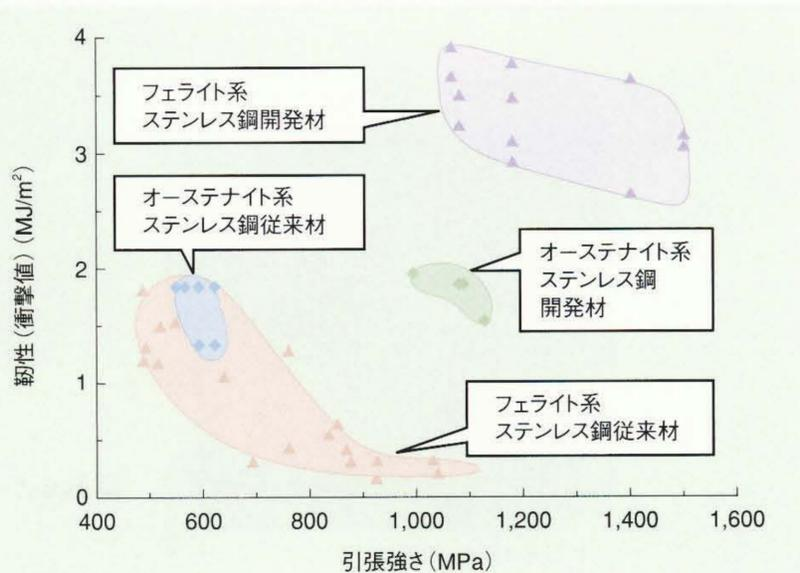 4
3
2
1
0
靭性(衝撃値)(MJ/m²)
フェライト系
ステンレス鋼開発材
オーステナイト系
ステンレス鋼従来材
オーステナイト系
ステンレス鋼
開発材
フェライト系
ステンレス鋼従来材
400 600 800 1,000 1,200 1,400 1,600
引張強さ(MPa)